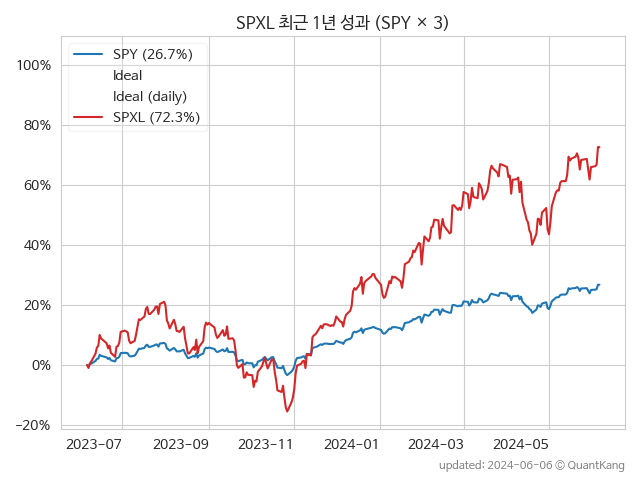 SPXL 최근 1년 성과 (SPY × 3)
SPY (26.7%)
Ideal
Ideal (daily)
SPXL (72.3%)
100%
80%
60%
40%
20%
0%
−20%
2023-07 2023-09 2023-11 2024-01 2024-03 2024-05
updated: 2024-06-06 © QuantKang